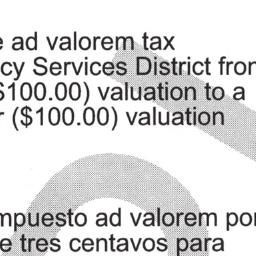 e ad valorem tax
cy Services District fron
$100.00) valuation to a
r ($100.00) valuation
mpuesto ad valorem por
e tres centavos para